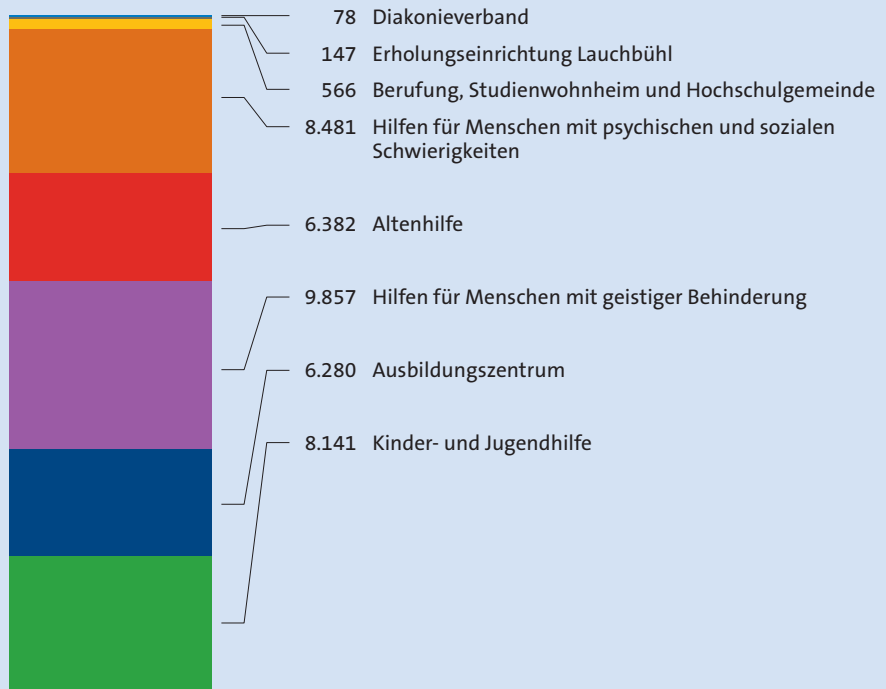 78 Diakonieverband
147 Erholungseinrichtung Lauchbühl
566 Berufung, Studienwohnheim und Hochschulgemeinde
8.481 Hilfen für Menschen mit psychischen und sozialen
Schwierigkeiten
6.382 Altenhilfe
9.857 Hilfen für Menschen mit geistiger Behinderung
6.280 Ausbildungszentrum
8.141 Kinder- und Jugendhilfe